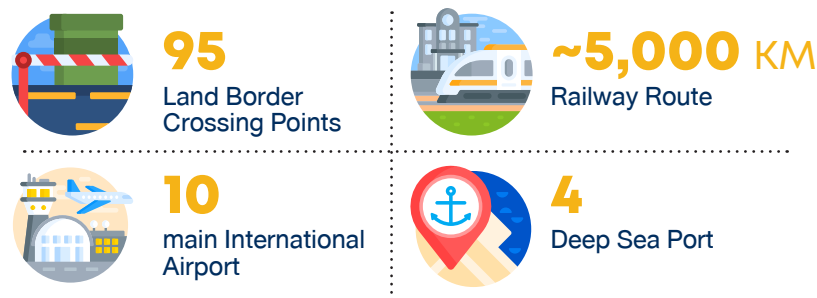 95
Land Border
Crossing Points
~5,000 KM
Railway Route
10
main International
Airport
4
Deep Sea Port